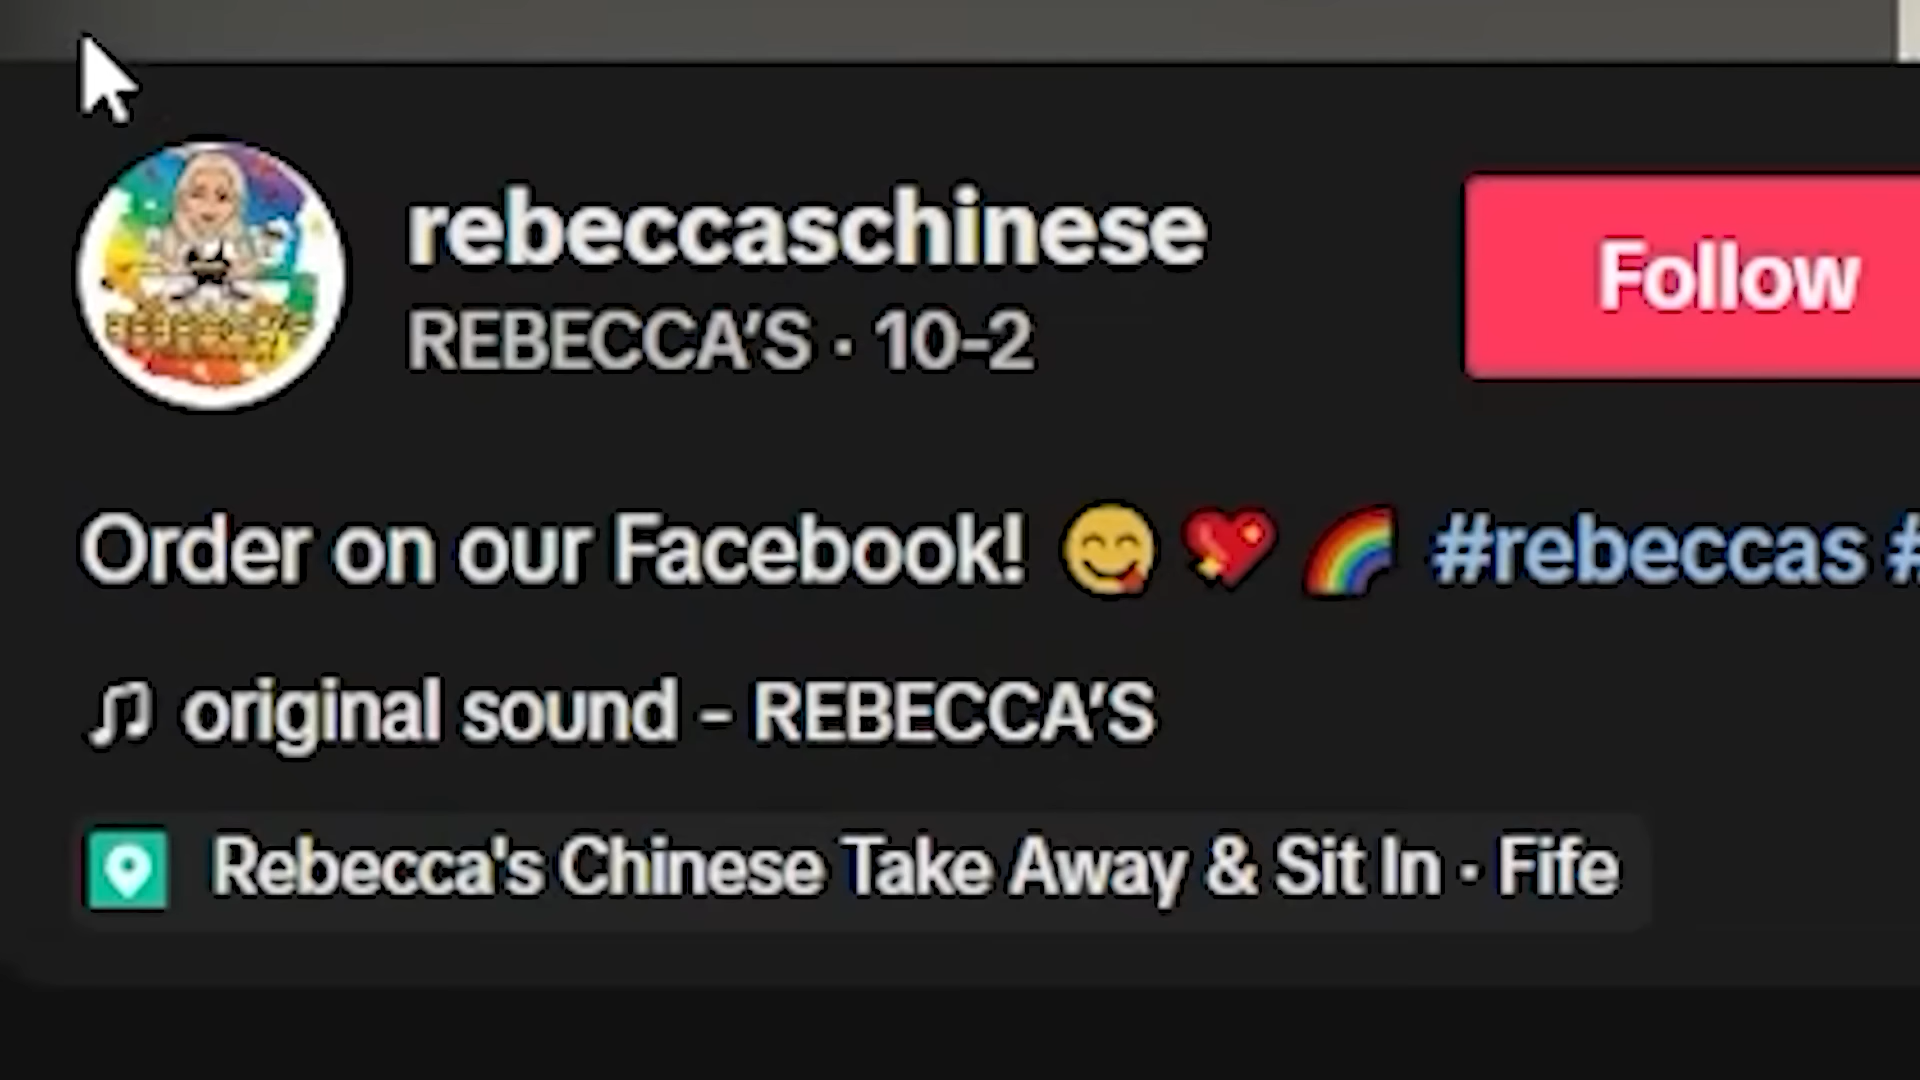 rebeccaschinese
Follow
REBECCA'S · 10-2
Order on our Facebook! 😋 💖 🌈 #rebeccas #
original sound - REBECCA'S
Rebecca's Chinese Take Away & Sit In · Fife